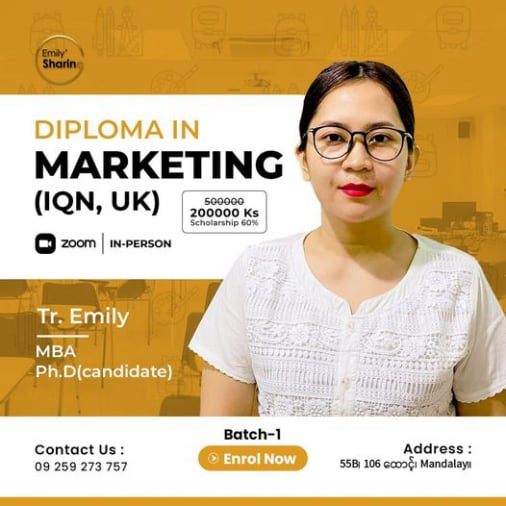 Emily'
Sharing
DIPLOMA IN
MARKETING
(IQN, UK)
500000
200000 Ks
Scholarship 60%
zoom
IN-PERSON
Tr. Emily
MBA
Ph.D(candidate)
Batch-1
Enrol Now
Contact Us :
09 259 273 757
Address :
55B၊ 106 ထောင့်၊ Mandalay။